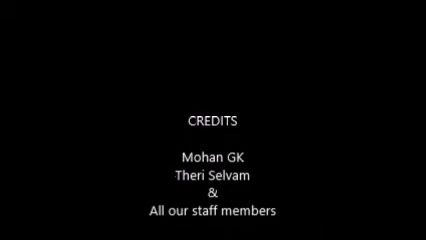 CREDITS
Mohan GK
Theri Selvam
&
All our staff members